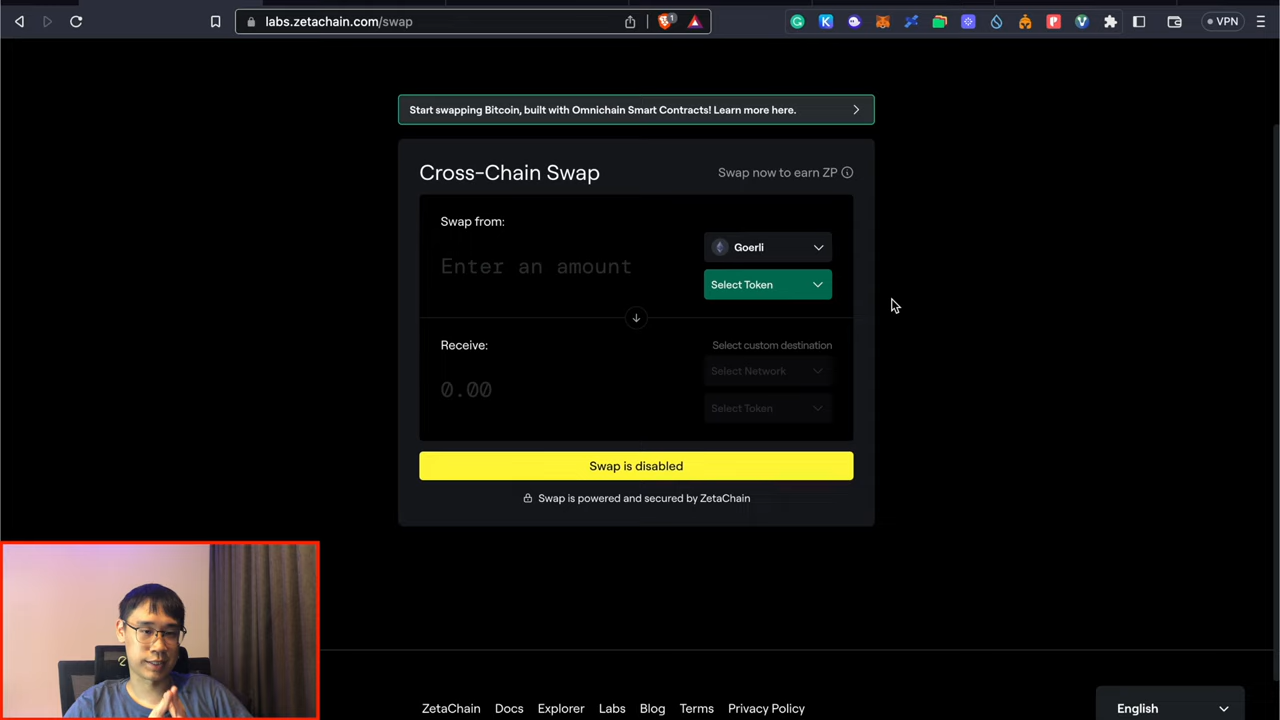 labs.zetachain.com/swap
1
VPN
Start swapping Bitcoin, built with Omnichain Smart Contracts! Learn more here.
Cross-Chain Swap
Swap now to earn ZP
Swap from:
Enter an amount
Goerli
Select Token
Receive:
0.00
Select custom destination
Select Network
Select Token
Swap is disabled
Swap is powered and secured by ZetaChain
ZetaChain Docs Explorer Labs Blog Terms Privacy Policy
English